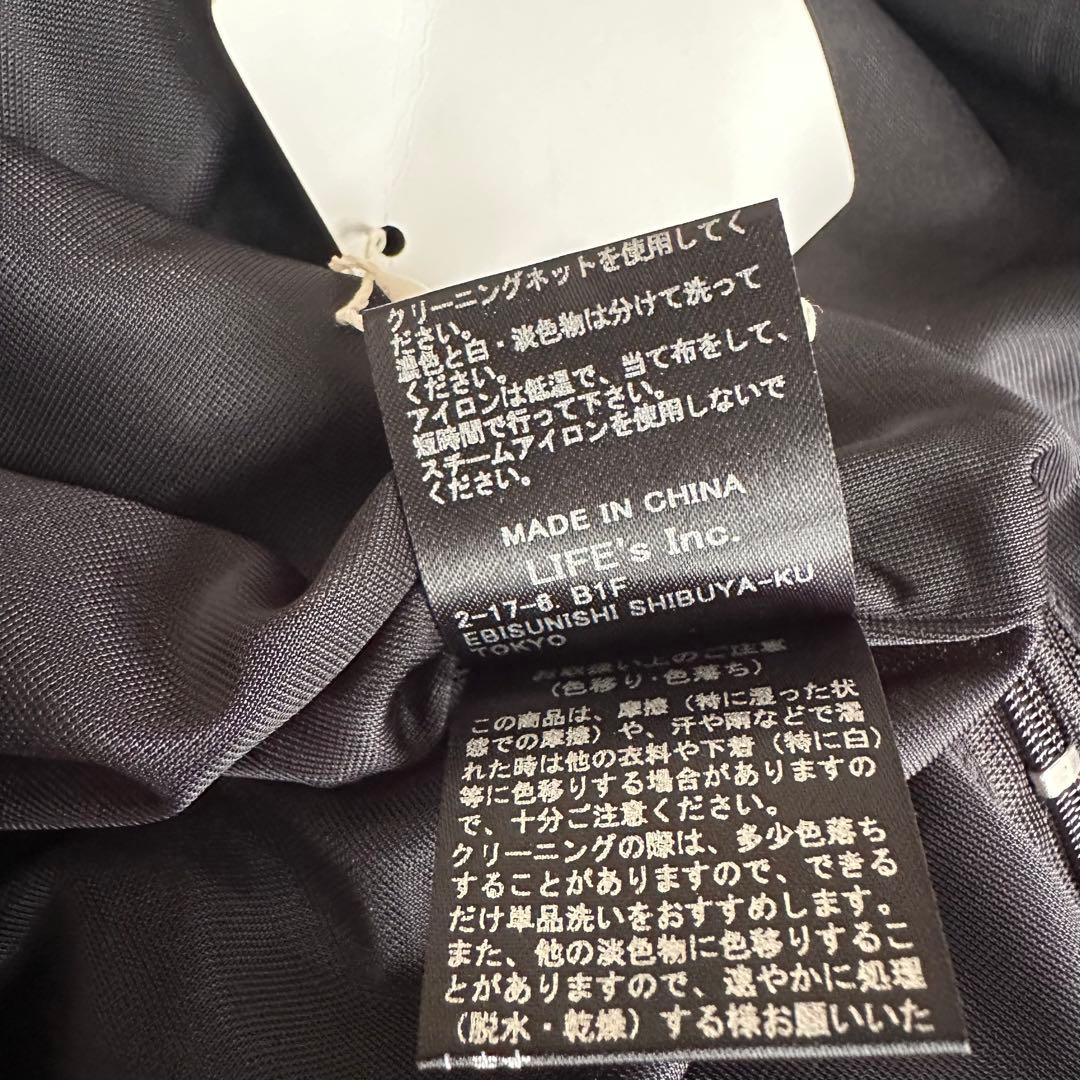 クリーニングネットを使用してく
ださい。
濃色と白・淡色物は分けて洗って
ください。
アイロンは低温で、当て布をして、
短時間で行って下さい。
スチームアイロンを使用しないで
ください。
MADE IN CHINA
LIFE's Inc.
2-17-8. B1F
EBISUNISHI SHIBUYA-KU
TOKYO
お取扱い上のご注意
(色移り・色落ち)
この商品は、摩擦(特に湿った状
態での摩擦)や、汗や雨などで濡
れた時は他の衣料や下着(特に白)
等に色移りする場合がありますの
で、十分ご注意ください。
クリーニングの際は、多少色落ち
することがありますので、できる
だけ単品洗いをおすすめします。
また、他の淡色物に色移りするこ
とがありますので、速やかに処理
(脱水・乾燥)する様お願いいた